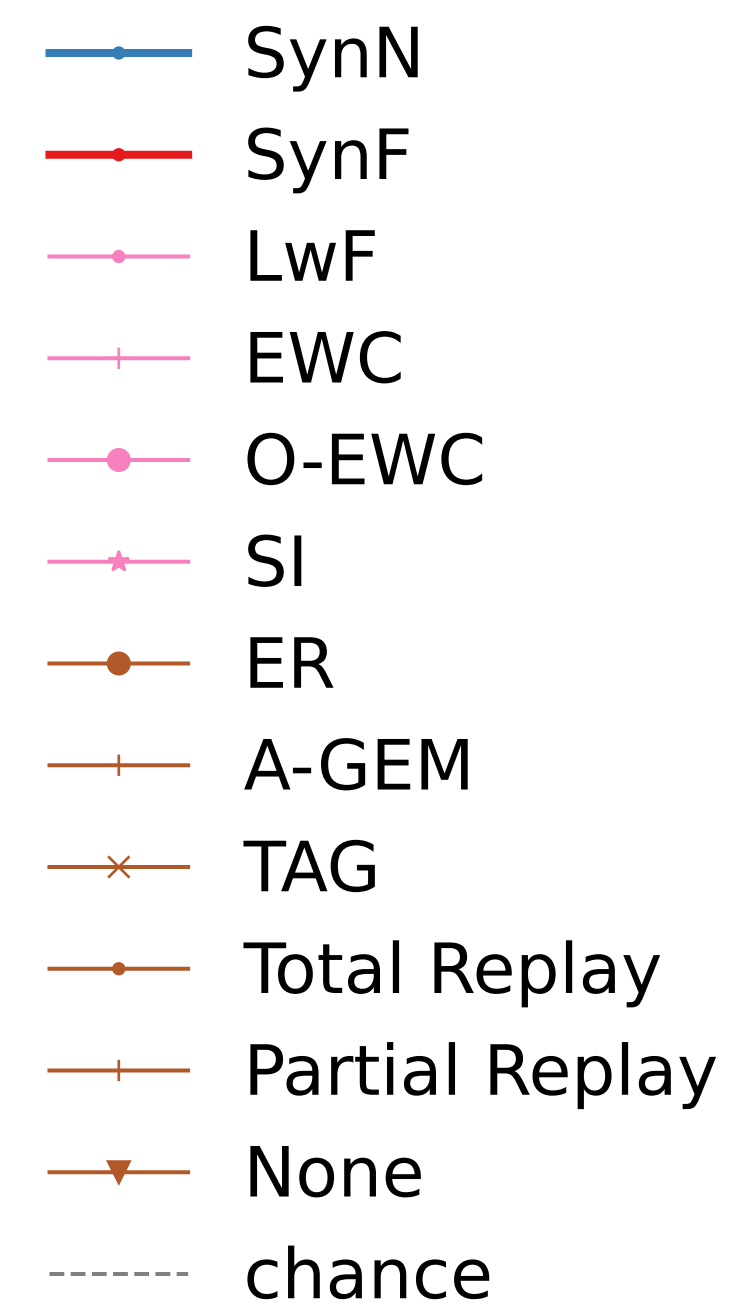 SynN
SynF
LwF
EWC
O-EWC
SI
ER
A-GEM
TAG
Total Replay
Partial Replay
None
chance